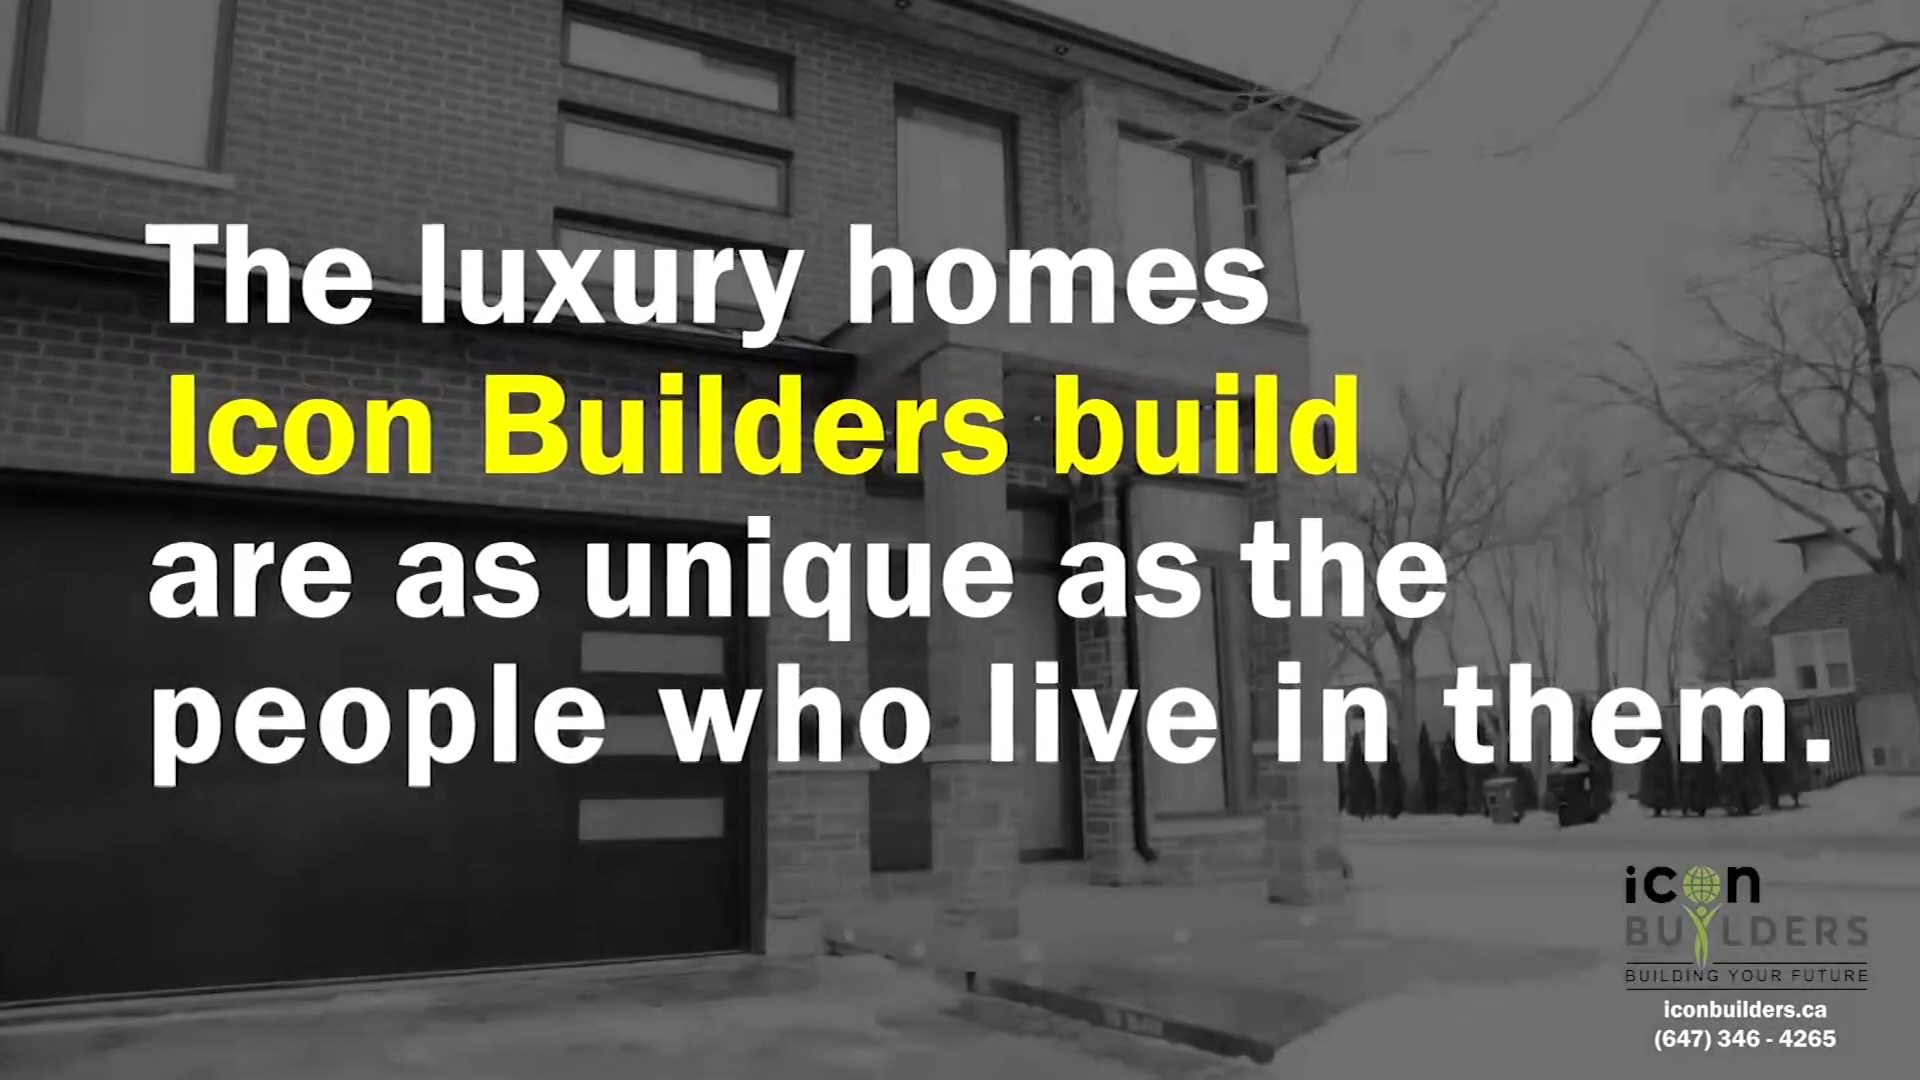 The luxury homes
Icon Builders build
are as unique as the
people who live in them.
icon
BUILDERS
BUILDING YOUR FUTURE
iconbuilders.ca
(647) 346 - 4265